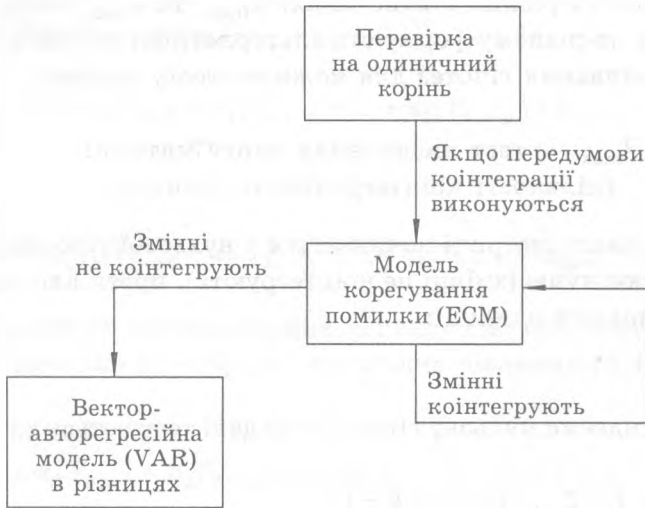 Перевірка
на одиничний
корінь
Якщо передумови
коінтеграції
виконуються
Змінні
не коінтегрують
Модель
корегування
помилки (ЕСМ)
Змінні
коінтегрують
Вектор-
авторегресійна
модель (VAR)
в різницях